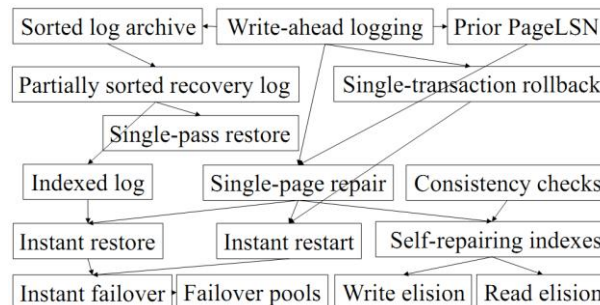 Sorted log archive
Write-ahead logging
Prior PageLSN
Partially sorted recovery log
Single-transaction rollback
Single-pass restore
Indexed log
Single-page repair
Consistency checks
Instant restore
Instant restart
Self-repairing indexes
Instant failover
Failover pools
Write elision
Read elision